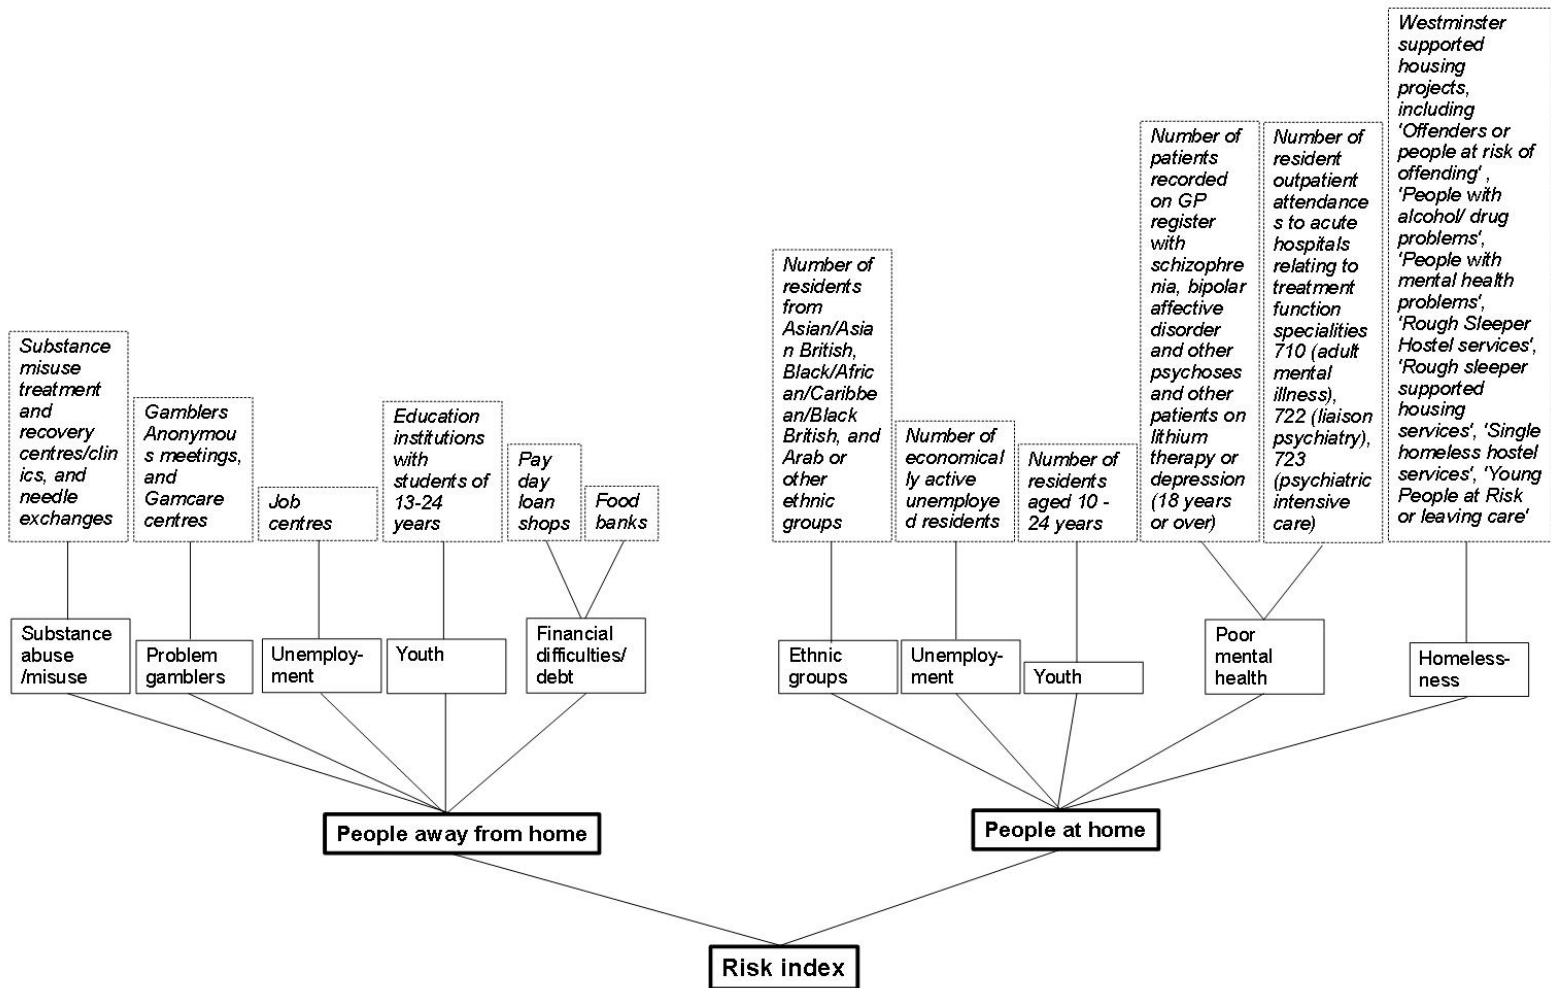 Substance
misuse
treatment
and
recovery
centres/clin
ics, and
needle
exchanges
Gamblers
Anonymou
s meetings,
and
Gamcare
centres
Job
centres
Education
institutions
with
students of
13-24
years
Pay
day
loan
shops
Food
banks
Number of
residents
from
Asian/Asia
n British,
Black/Afric
an/Caribbe
an/Black
British, and
Arab or
other
ethnic
groups
Number of
economical
ly active
unemploye
d residents
Number of
residents
aged 10 -
24 years
Number of
patients
recorded
on GP
register
with
schizophre
nia, bipolar
affective
disorder
and other
psychoses
and other
patients on
lithium
therapy or
depression
(18 years
or over)
Number of
resident
outpatient
attendance
s to acute
hospitals
relating to
treatment
function
specialities
710 (adult
mental
illness),
722 (liaison
psychiatry),
723
(psychiatric
intensive
care)
Westminster
supported
housing
projects,
including
'Offenders or
people at risk of
offending' ,
'People with
alcohol/ drug
problems',
'People with
mental health
problems',
'Rough Sleeper
Hostel services',
'Rough sleeper
supported
housing
services', 'Single
homeless hostel
services', 'Young
People at Risk
or leaving care'
Substance
abuse
/misuse
Problem
gamblers
Unemploy-
ment
Youth
Financial
difficulties/
debt
Ethnic
groups
Unemploy-
ment
Youth
Poor
mental
health
Homeless-
ness
People away from home
People at home
Risk index